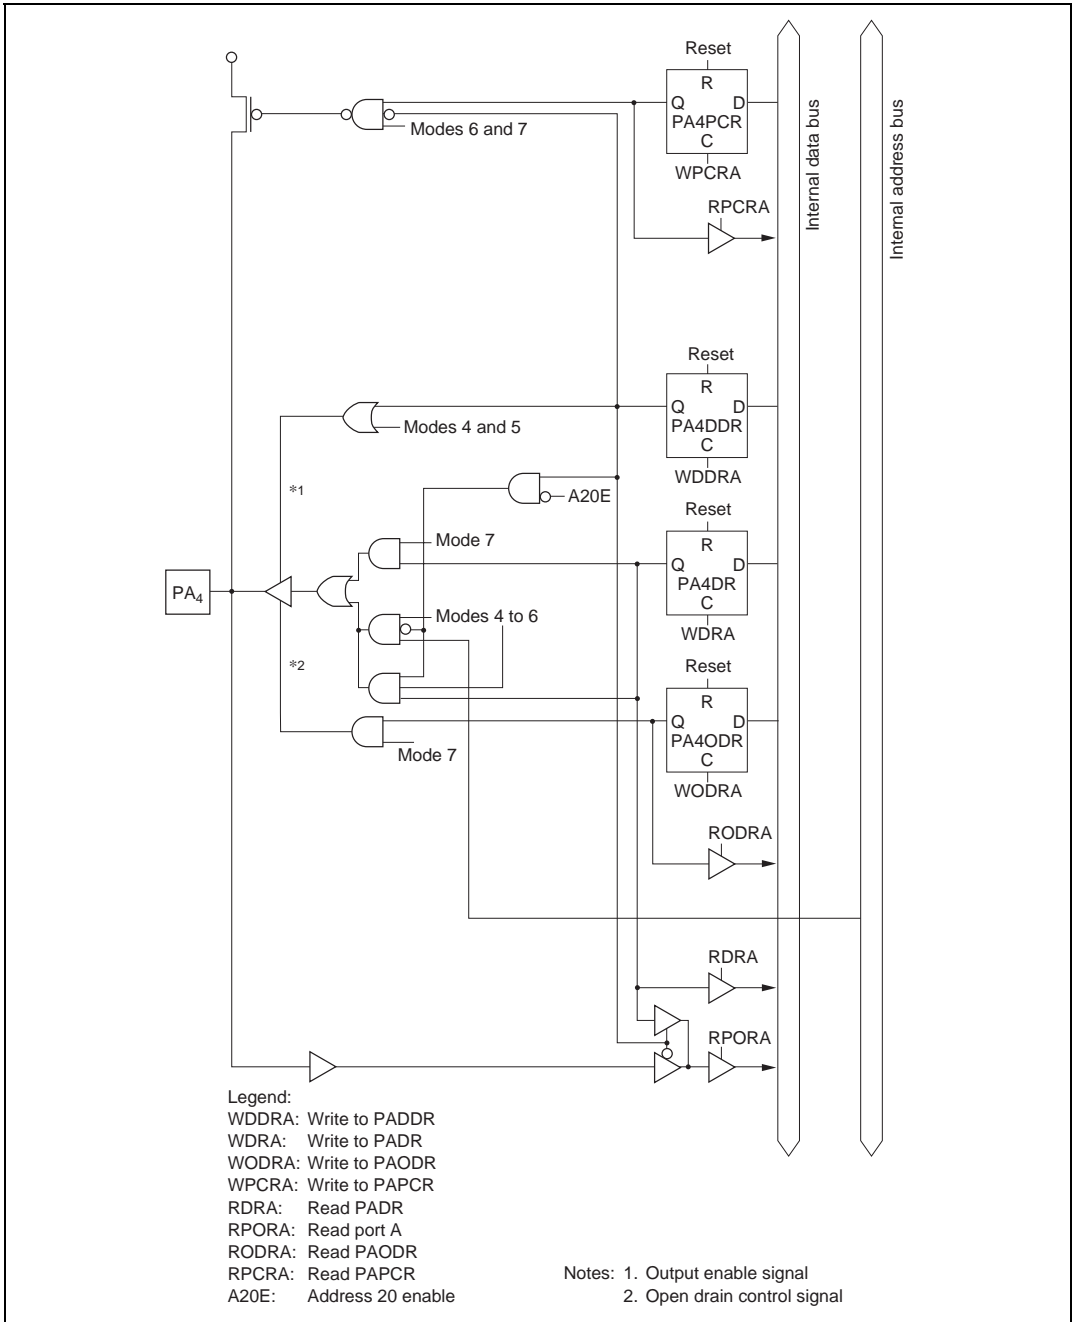 Reset
R
Q D
PA4PCR
C
WPCRA
Modes 6 and 7
RPCRA
Internal data bus
Internal address bus
Reset
R
Q D
PA4DDR
C
WDDRA
Modes 4 and 5
*1
A20E
Reset
R
Q D
PA4DR
C
WDRA
Mode 7
PA4
Modes 4 to 6
*2
Reset
R
Q D
PA4ODR
C
WODRA
Mode 7
RODRA
RDRA
RPORA
Legend:
WDDRA: Write to PADDR
WDRA: Write to PADR
WODRA: Write to PAODR
WPCRA: Write to PAPCR
RDRA: Read PADR
RPORA: Read port A
RODRA: Read PAODR
RPCRA: Read PAPCR
A20E: Address 20 enable
Notes: 1. Output enable signal
2. Open drain control signal